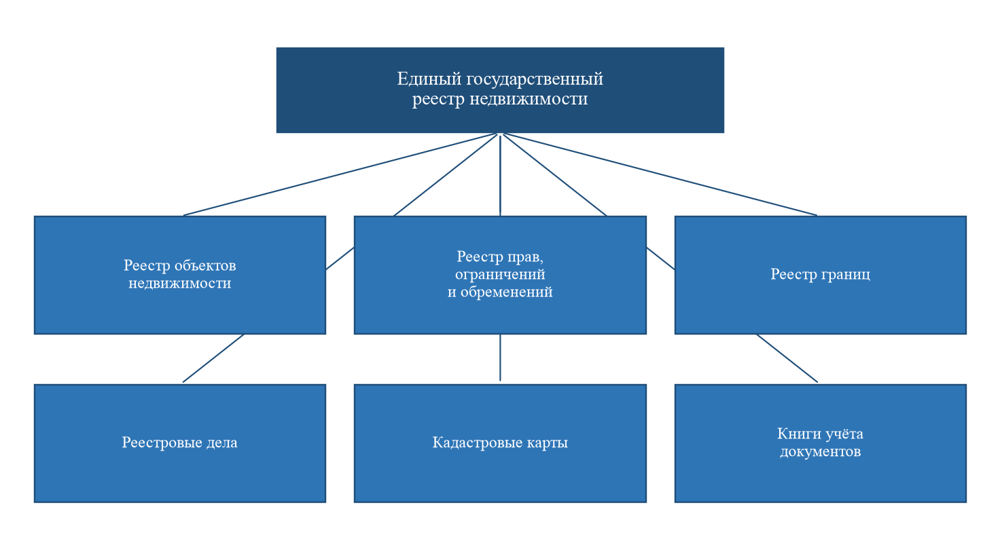 Единый государственный
реестр недвижимости
Реестр объектов
недвижимости
Реестр прав,
ограничений
и обременений
Реестр границ
Реестровые дела
Кадастровые карты
Книги учёта
документов